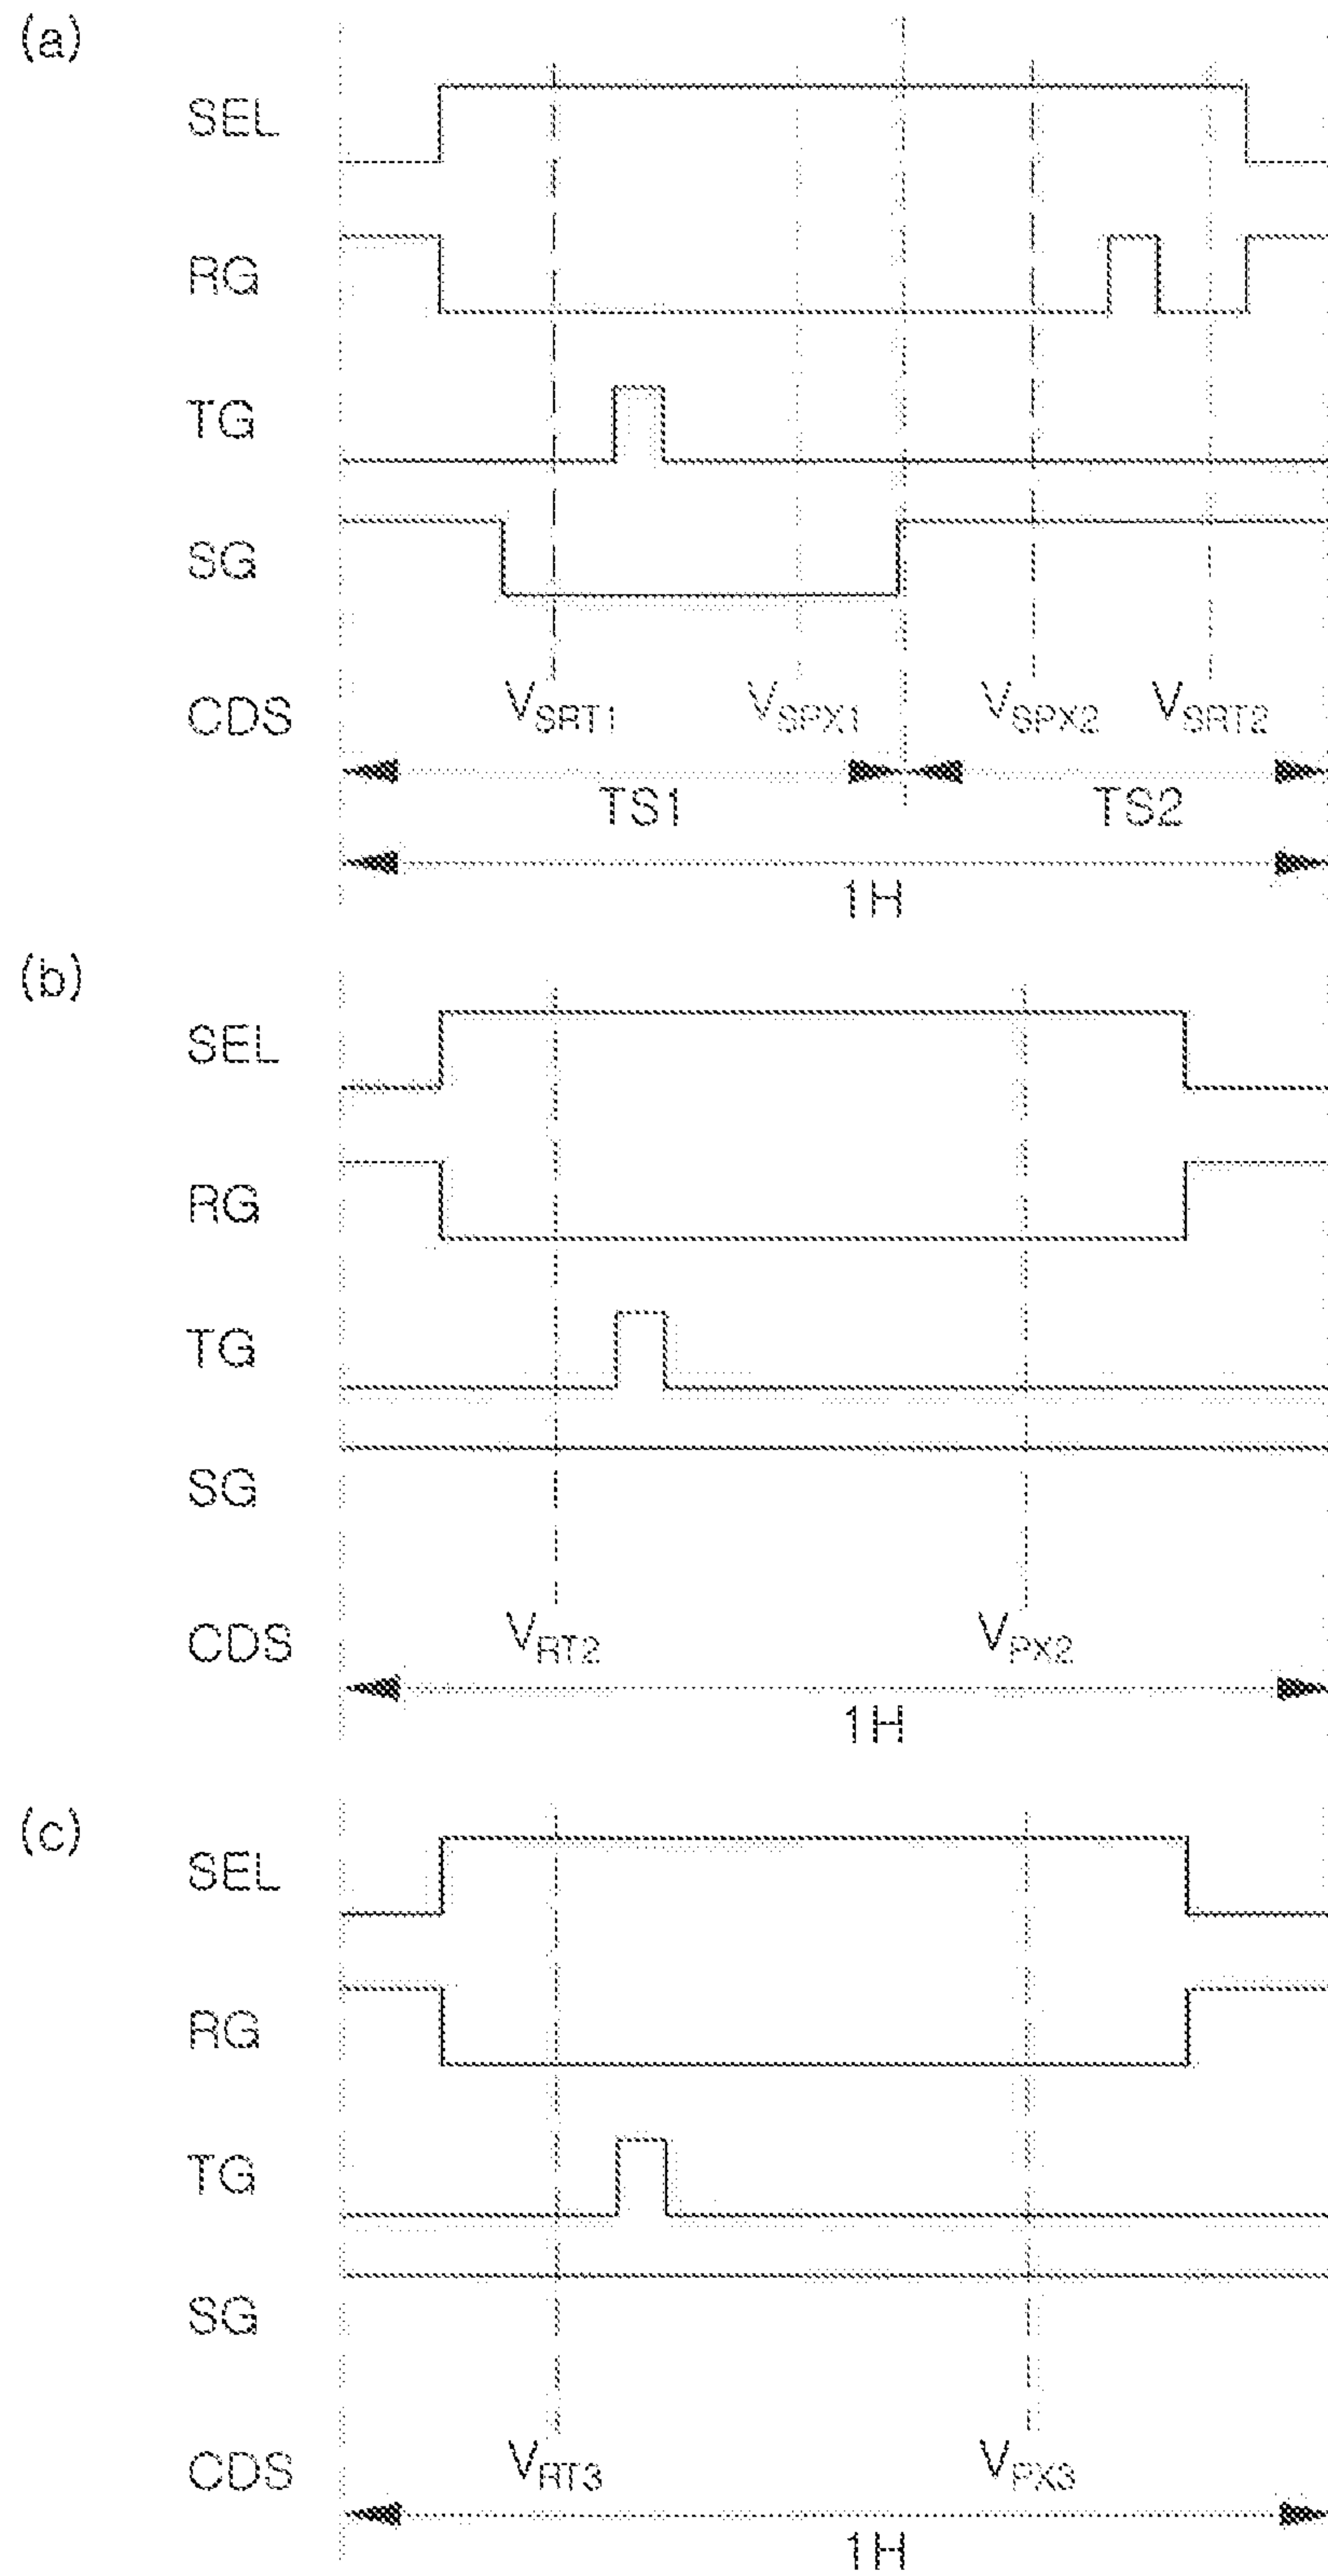 (a)
SEL
RG
TG
SG
CDS VSRT1 VSPX1 VSPX2 VSRT2
TS1 TS2
1H
(b)
SEL
RG
TG
SG
CDS VRT2 VPX2
1H
(c)
SEL
RG
TG
SG
CDS VRT3 VPX3
1H